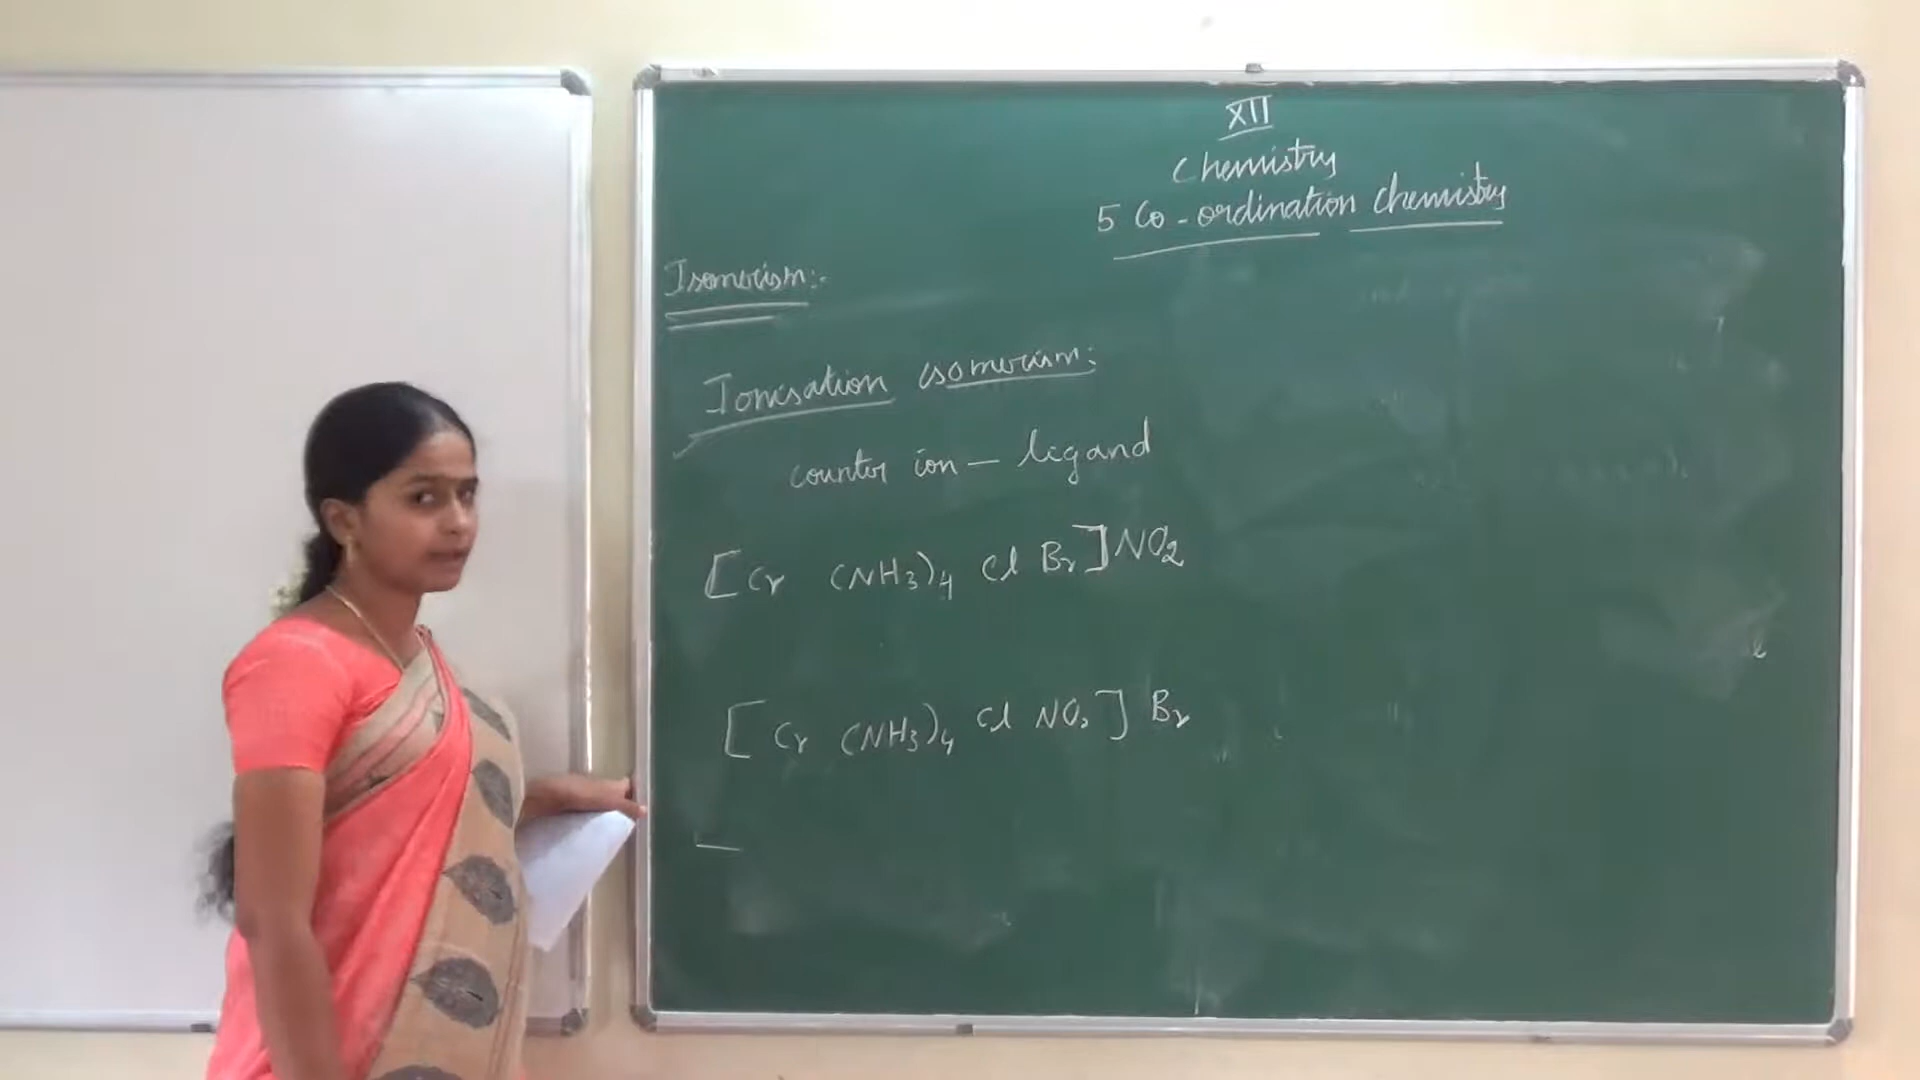 XII
Chemistry
5 Co-ordination chemistry
Isomerism:-
Ionisation isomerism:
counter ion — ligand
[Cr (NH3)4 Cl Br]NO2
[Cr (NH3)4 Cl NO2] Br